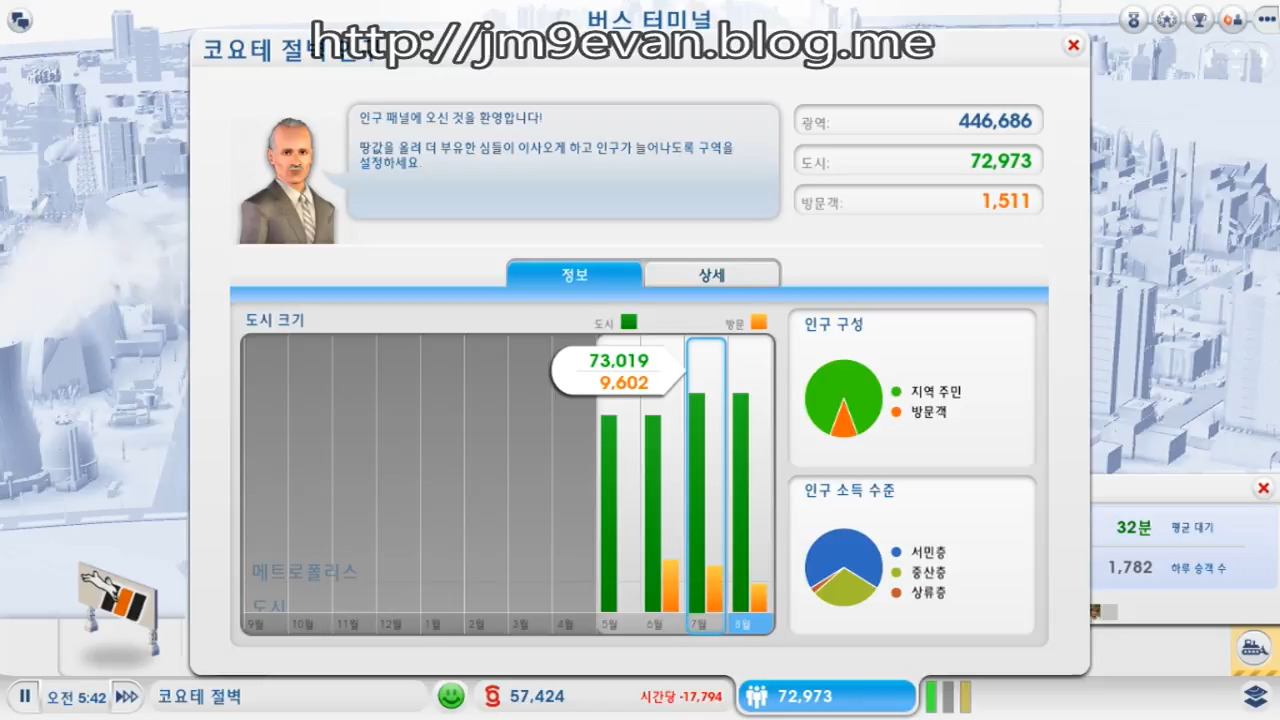 버스 터미널
http://jm9evan.blog.me
코요테 절벽
인구 패널에 오신 것을 환영합니다!
땅값을 올려 더 부유한 심들이 이사오게 하고 인구가 늘어나도록 구역을
설정하세요.
광역: 446,686
도시: 72,973
방문객: 1,511
정보 상세
도시 크기
도시 방문
73,019
9,602
메트로폴리스
도시
9월 10월 11월 12월 1월 2월 3월 4월 5월 6월 7월 8월
인구 구성
지역 주민
방문객
인구 소득 수준
서민층
중산층
상류층
32분 평균 대기
1,782 하루 승객 수
오전 5:42 코요테 절벽 57,424 시간당 -17,794 72,973